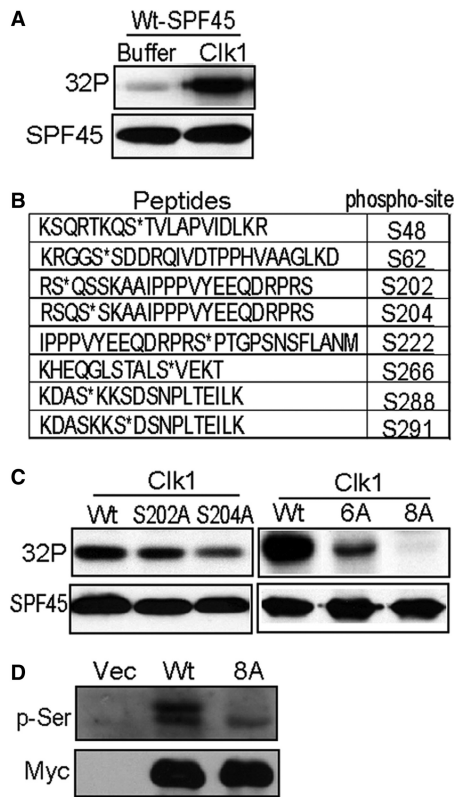 A
Wt-SPF45
Buffer Clk1
32P
SPF45
B
Peptides phospho-site
KSQRTKQS*TVLAPVIDLKR S48
KRGGS*SDDRQIVDTPPHVAAGLKD S62
RS*QSSKAAIPPPVYEEQDRPRS S202
RSQS*SKAAIPPPVYEEQDRPRS S204
IPPPVYEEQDRPRS*PTGPSNSFLANM S222
KHEQGLSTALS*VEKT S266
KDAS*KKSDSNPLTEILK S288
KDASKKS*DSNPLTEILK S291
C
Clk1 Clk1
Wt S202A S204A Wt 6A 8A
32P
SPF45
D
Vec Wt 8A
p-Ser
Myc